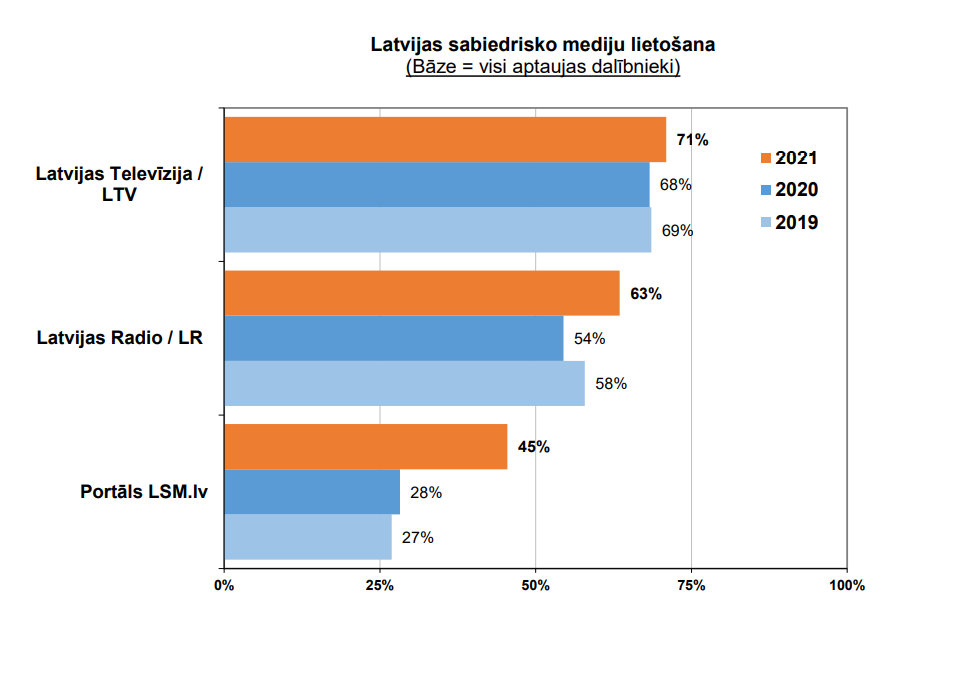 Latvijas sabiedrisko mediju lietošana
(Bāze = visi aptaujas dalībnieki)
Latvijas Televīzija /
LTV
71%
68%
69%
2021
2020
2019
Latvijas Radio / LR
63%
54%
58%
Portāls LSM.lv
45%
28%
27%
0%
25%
50%
75%
100%